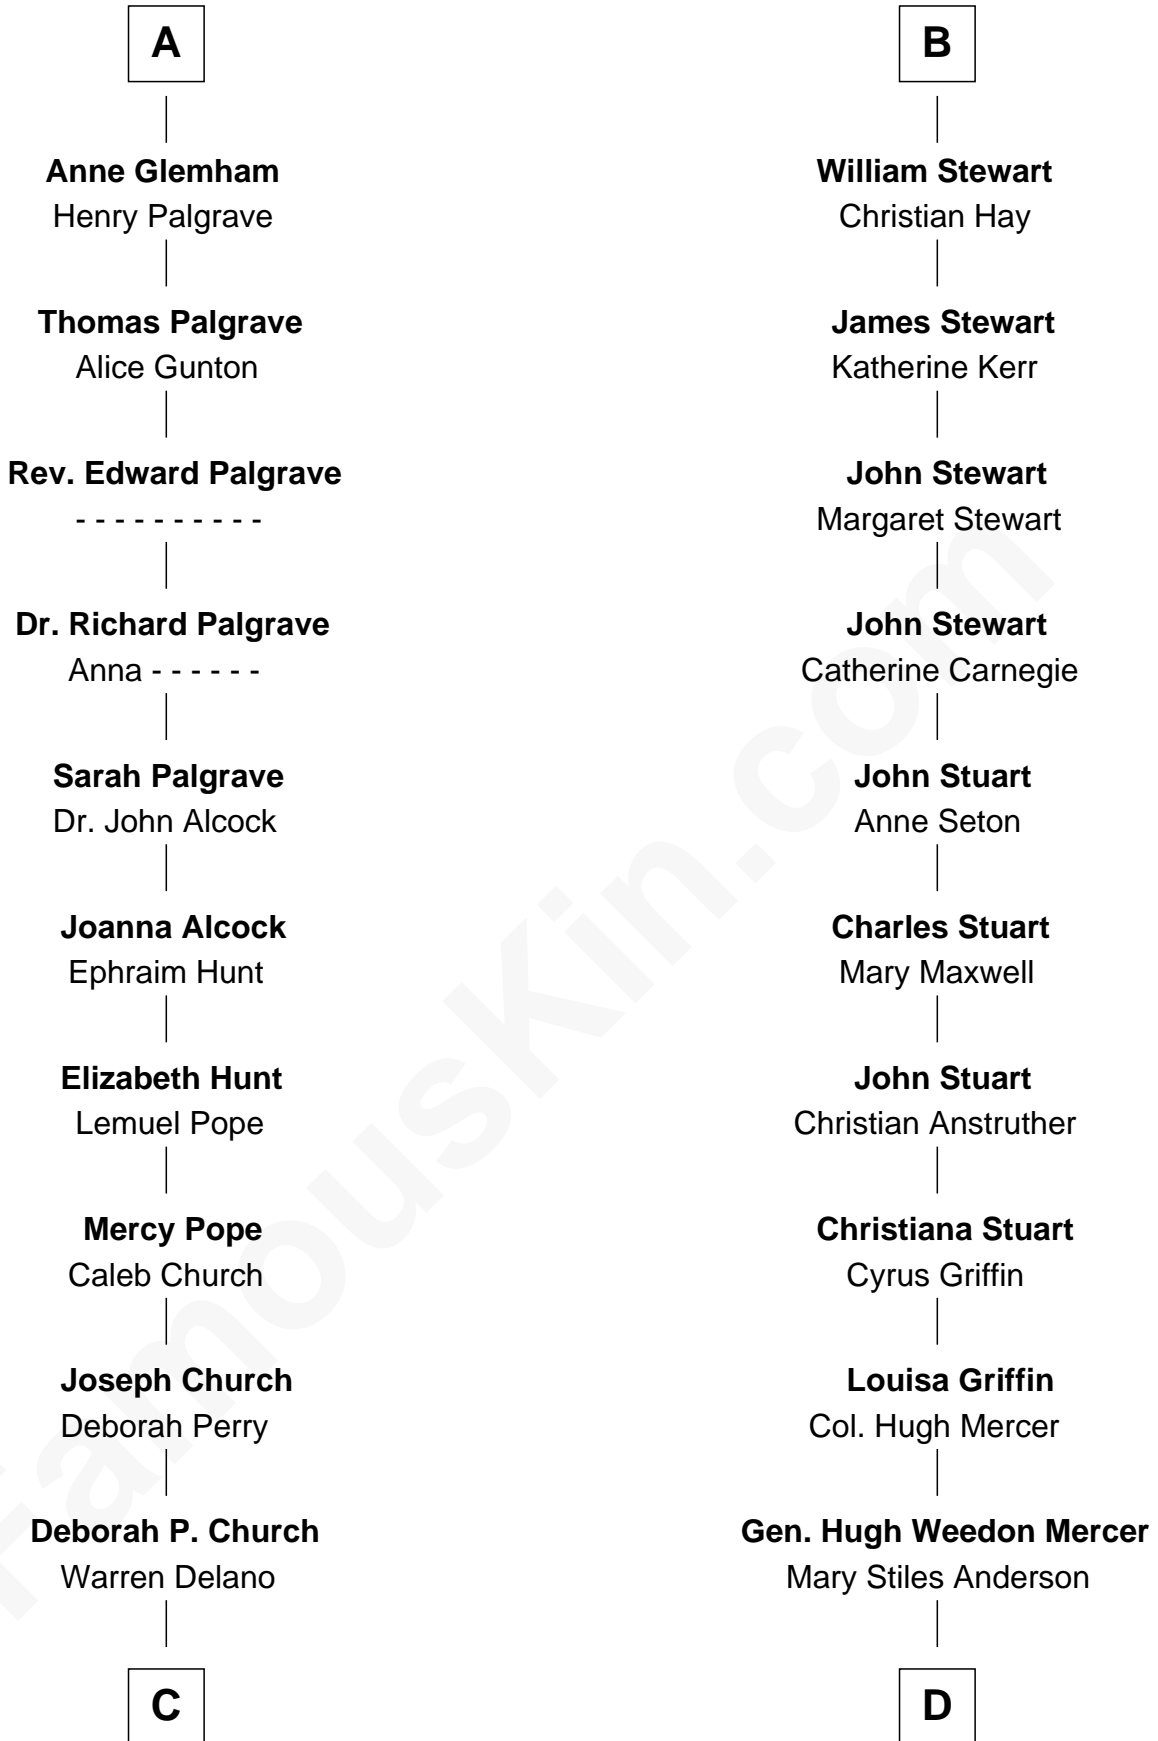 A
Anne Glemham
Henry Palgrave
Thomas Palgrave
Alice Gunton
Rev. Edward Palgrave
- - - - - - - - - -
Dr. Richard Palgrave
Anna - - - - - -
Sarah Palgrave
Dr. John Alcock
Joanna Alcock
Ephraim Hunt
Elizabeth Hunt
Lemuel Pope
Mercy Pope
Caleb Church
Joseph Church
Deborah Perry
Deborah P. Church
Warren Delano
C
B
William Stewart
Christian Hay
James Stewart
Katherine Kerr
John Stewart
Margaret Stewart
John Stewart
Catherine Carnegie
John Stuart
Anne Seton
Charles Stuart
Mary Maxwell
John Stuart
Christian Anstruther
Christiana Stuart
Cyrus Griffin
Louisa Griffin
Col. Hugh Mercer
Gen. Hugh Weedon Mercer
Mary Stiles Anderson
D
FamousKin.com